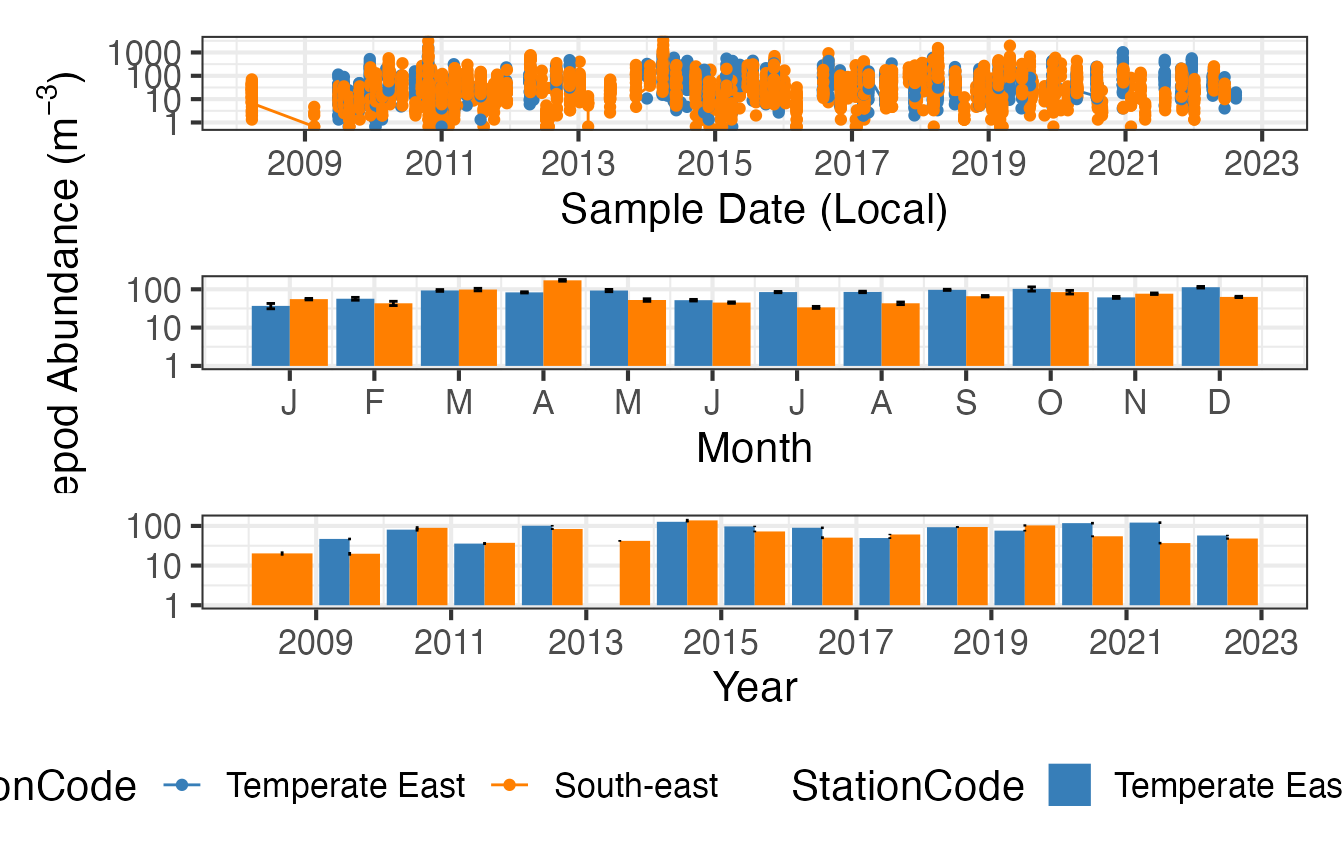 epod Abundance (m⁻³)
1000
100
10
1
2009 2011 2013 2015 2017 2019 2021 2023
Sample Date (Local)
100
10
1
J F M A M J J A S O N D
Month
100
10
1
2009 2011 2013 2015 2017 2019 2021 2023
Year
onCode Temperate East South-east StationCode Temperate Eas